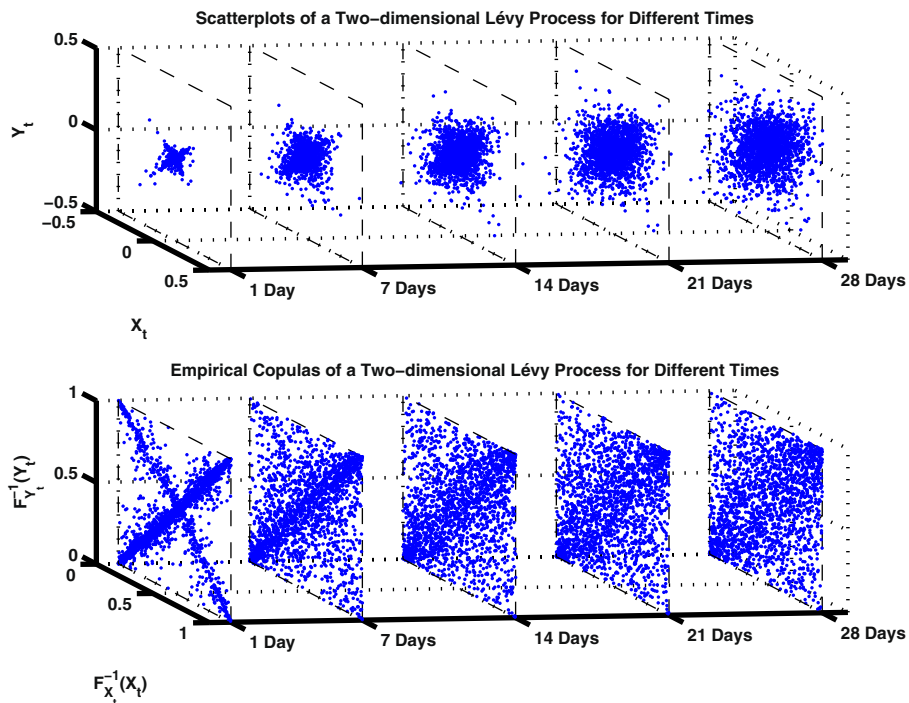 Scatterplots of a Two−dimensional Lévy Process for Different Times
0.5
0
−0.5
Y_t
−0.5
0
0.5
X_t
1 Day
7 Days
14 Days
21 Days
28 Days
Empirical Copulas of a Two−dimensional Lévy Process for Different Times
1
0.5
0
F_{Y_t}^{−1}(Y_t)
0
0.5
1
F_{X_t}^{−1}(X_t)
1 Day
7 Days
14 Days
21 Days
28 Days